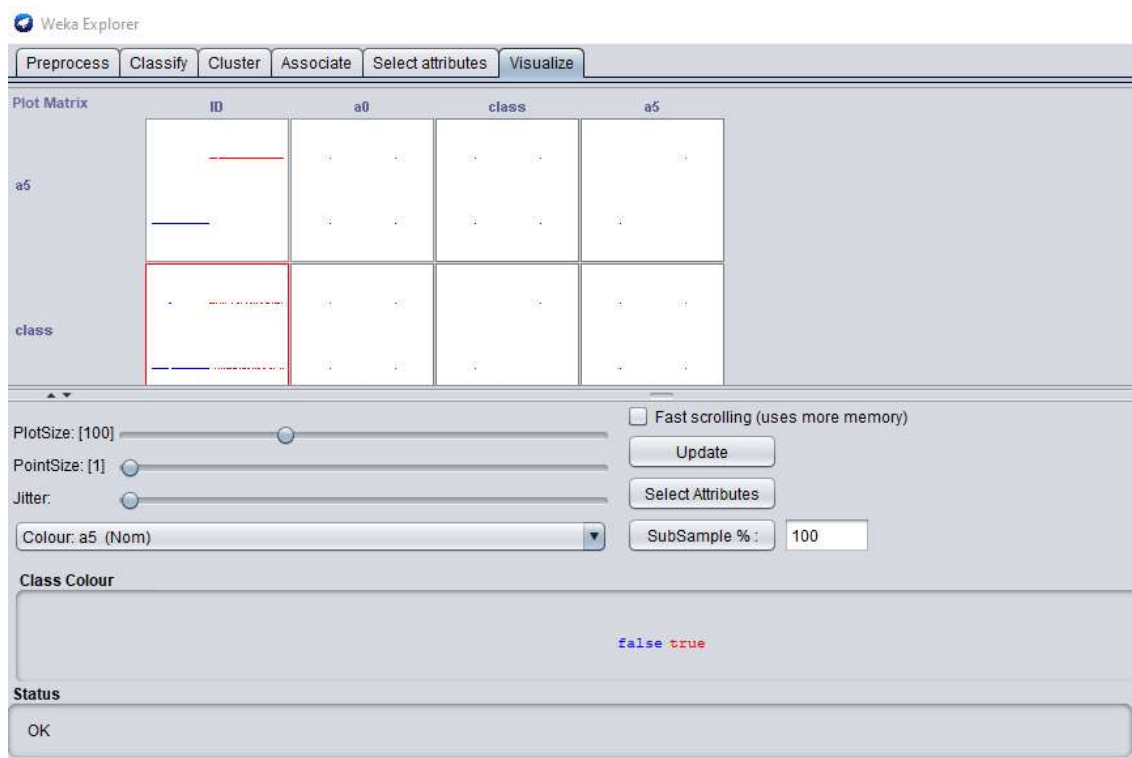 Weka Explorer
Preprocess Classify Cluster Associate Select attributes Visualize
Plot Matrix ID a0 class a5
a5
class
PlotSize: [100]
PointSize: [1]
Jitter:
Colour: a5 (Nom)
Fast scrolling (uses more memory)
Update
Select Attributes
SubSample % : 100
Class Colour
false true
Status
OK